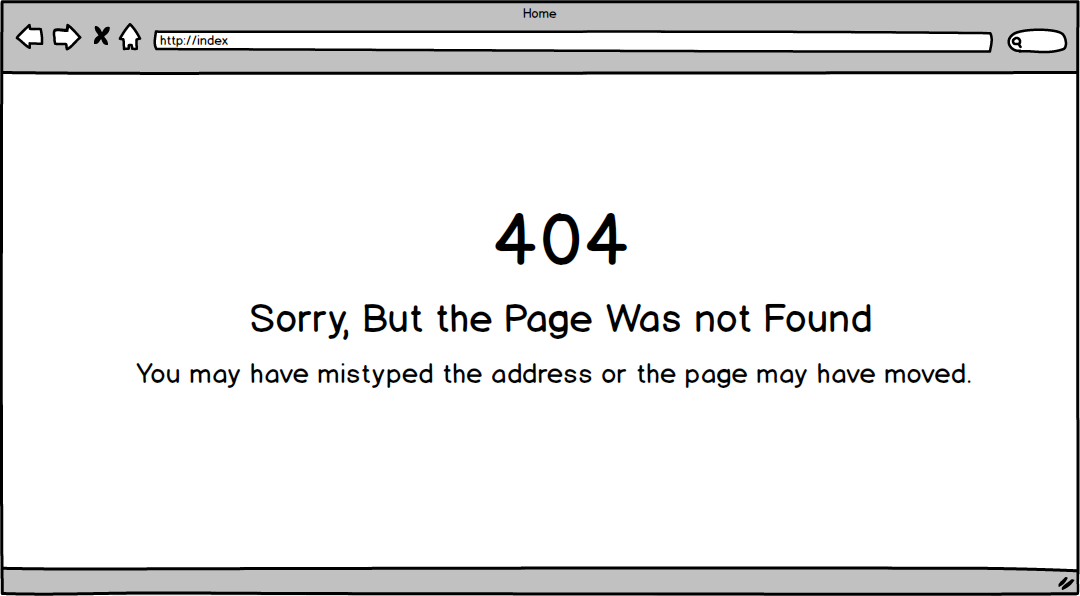 Home
http://index
404
Sorry, But the Page Was not Found
You may have mistyped the address or the page may have moved.